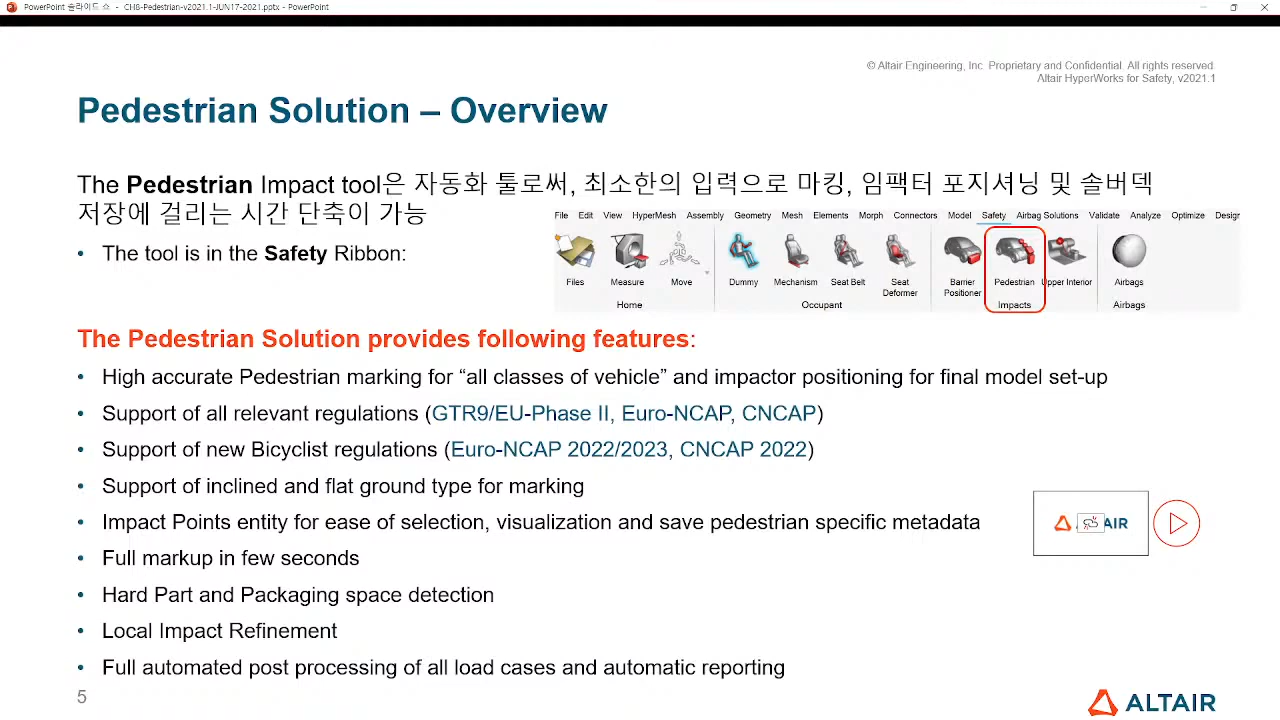 PowerPoint 슬라이드 쇼 - CH8-Pedestrian-v2021.1-JUN17-2021.pptx - PowerPoint
© Altair Engineering, Inc. Proprietary and Confidential. All rights reserved.
Altair HyperWorks for Safety, v2021.1
Pedestrian Solution – Overview
The Pedestrian Impact tool은 자동화 툴로써, 최소한의 입력으로 마킹, 임팩터 포지셔닝 및 솔버덱
저장에 걸리는 시간 단축이 가능
• The tool is in the Safety Ribbon:
File Edit View HyperMesh Assembly Geometry Mesh Elements Morph Connectors Model Safety Airbag Solutions Validate Analyze Optimize Desigr
Files Measure Move Dummy Mechanism Seat Belt Seat Deformer Barrier Positioner Pedestrian Upper Interior Airbags
Home Occupant Impacts Airbags
The Pedestrian Solution provides following features:
• High accurate Pedestrian marking for “all classes of vehicle” and impactor positioning for final model set-up
• Support of all relevant regulations (GTR9/EU-Phase II, Euro-NCAP, CNCAP)
• Support of new Bicyclist regulations (Euro-NCAP 2022/2023, CNCAP 2022)
• Support of inclined and flat ground type for marking
• Impact Points entity for ease of selection, visualization and save pedestrian specific metadata
• Full markup in few seconds
• Hard Part and Packaging space detection
• Local Impact Refinement
• Full automated post processing of all load cases and automatic reporting
5
ALTAIR